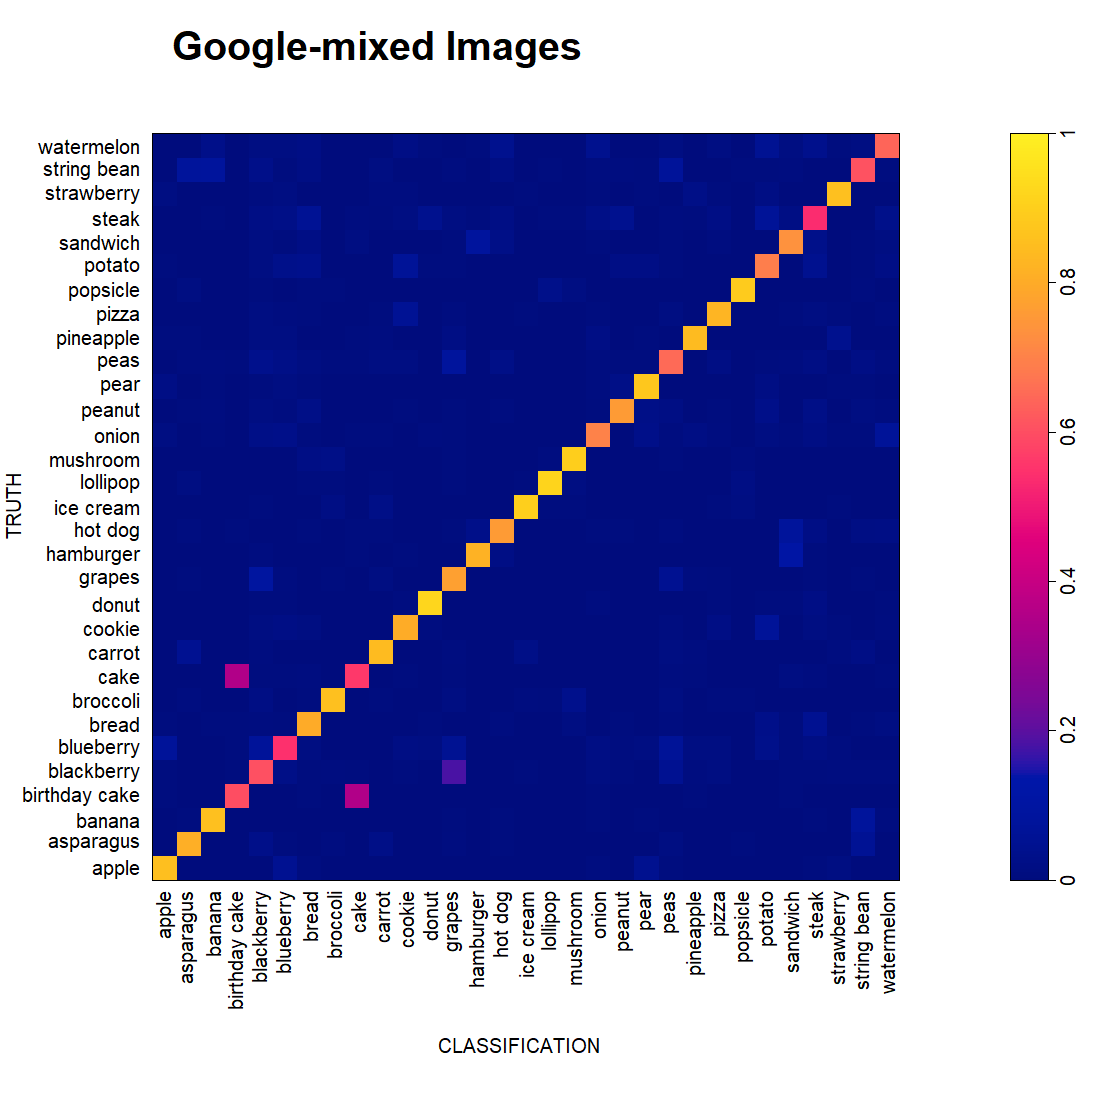 Google-mixed Images
watermelon
string bean
strawberry
steak
sandwich
potato
popsicle
pizza
pineapple
peas
pear
peanut
onion
mushroom
lollipop
ice cream
hot dog
hamburger
grapes
donut
cookie
carrot
cake
broccoli
bread
blueberry
blackberry
birthday cake
banana
asparagus
apple
TRUTH
apple
asparagus
banana
birthday cake
blackberry
blueberry
bread
broccoli
cake
carrot
cookie
donut
grapes
hamburger
hot dog
ice cream
lollipop
mushroom
onion
peanut
pear
peas
pineapple
pizza
popsicle
potato
sandwich
steak
strawberry
string bean
watermelon
CLASSIFICATION
1
0.8
0.6
0.4
0.2
0